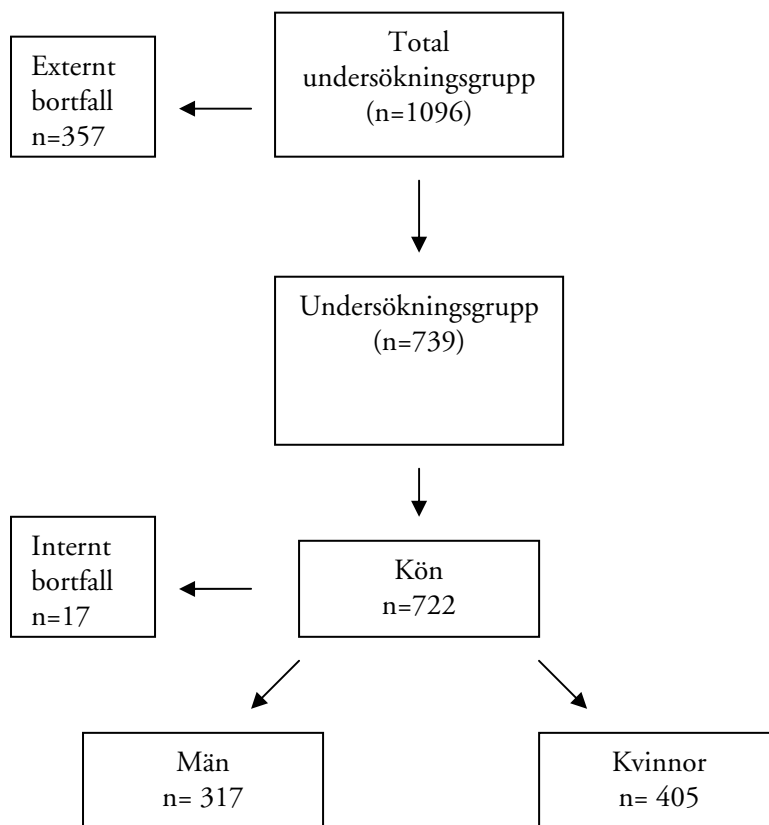 Total
undersökningsgrupp
(n=1096)
Externt
bortfall
n=357
Undersökningsgrupp
(n=739)
Internt
bortfall
n=17
Kön
n=722
Män
n= 317
Kvinnor
n= 405